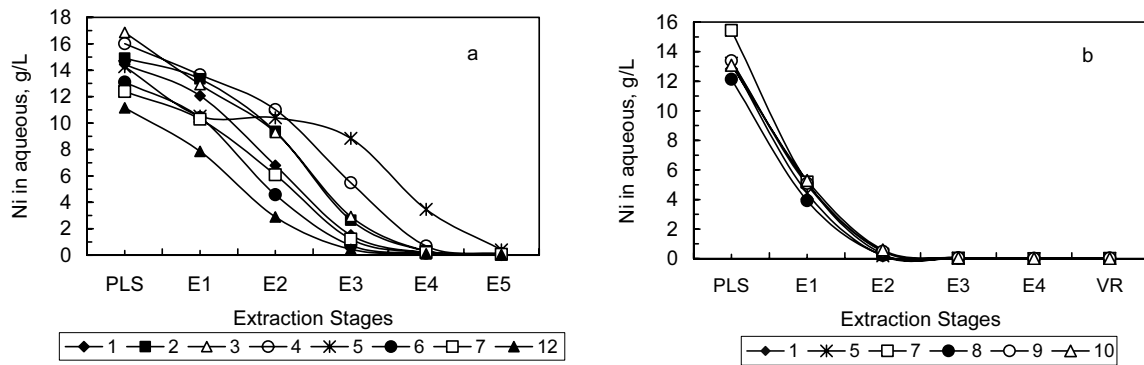 18
16
14
12
10
8
6
4
2
0
Ni in aqueous, g/L
a
PLS E1 E2 E3 E4 E5
Extraction Stages
1 2 3 4 5 6 7 12
16
14
12
10
8
6
4
2
0
Ni in aqueous, g/L
b
PLS E1 E2 E3 E4 VR
Extraction Stages
1 5 7 8 9 10